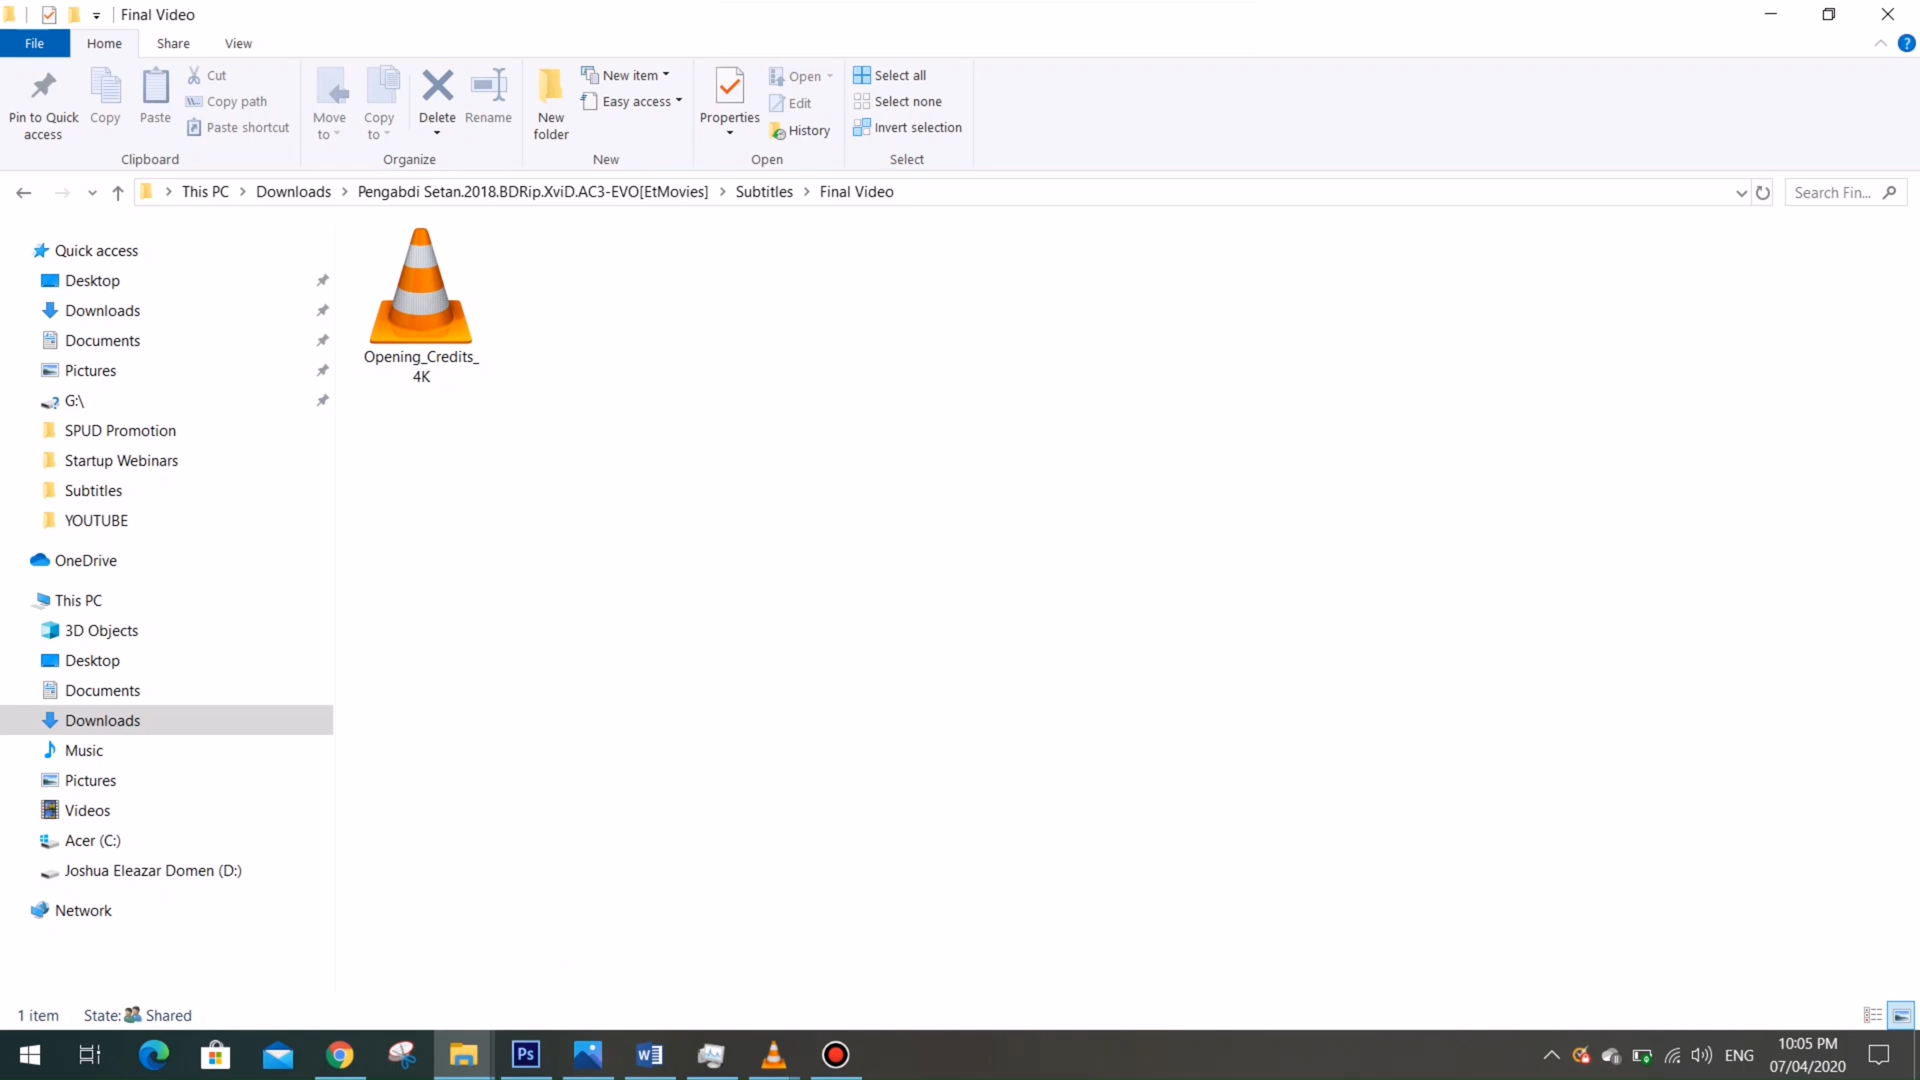 Final Video
File
Home
Share
View
?
Pin to Quick
access
Copy
Paste
Cut
Copy path
Paste shortcut
Clipboard
Move
to
Copy
to
Delete
Rename
Organize
New
folder
New item
Easy access
New
Properties
Open
Edit
History
Open
Select all
Select none
Invert selection
Select
This PC > Downloads > Pengabdi Setan.2018.BDRip.XviD.AC3-EVO[EtMovies] > Subtitles > Final Video
Search Fin...
Quick access
Desktop
Downloads
Documents
Pictures
G:\
SPUD Promotion
Startup Webinars
Subtitles
YOUTUBE
OneDrive
This PC
3D Objects
Desktop
Documents
Downloads
Music
Pictures
Videos
Acer (C:)
Joshua Eleazar Domen (D:)
Network
Opening_Credits_
4K
1 item State: Shared
Ps
ENG
10:05 PM
07/04/2020